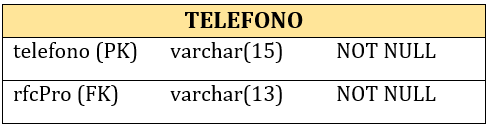 TELEFONO
telefono (PK) varchar(15) NOT NULL
rfcPro (FK) varchar(13) NOT NULL